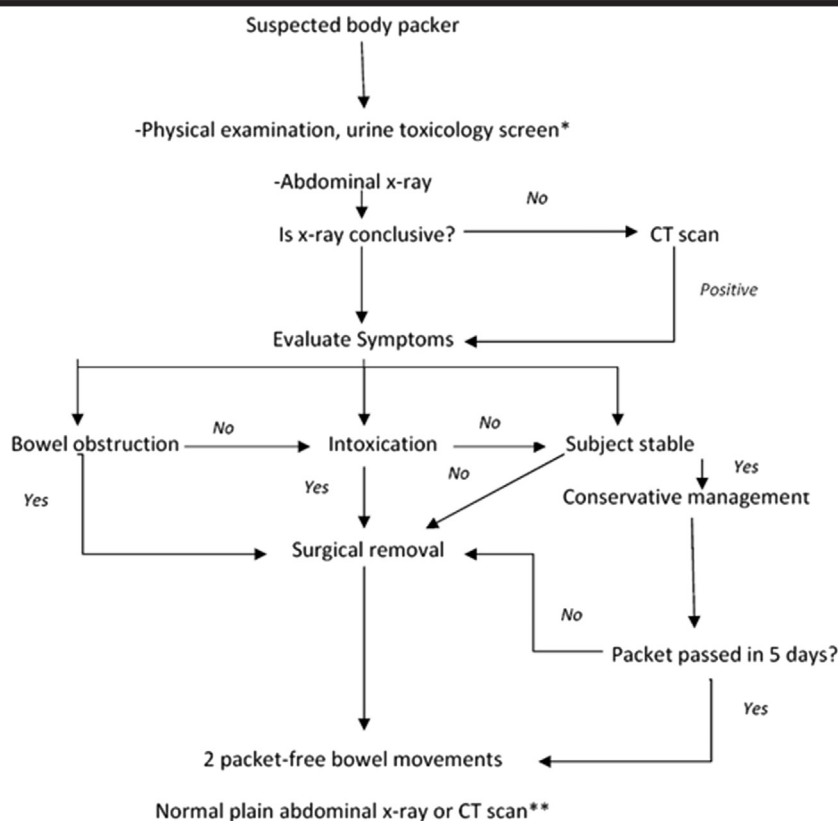 Suspected body packer
-Physical examination, urine toxicology screen*
-Abdominal x-ray
No
Is x-ray conclusive?
CT scan
Positive
Evaluate Symptoms
Bowel obstruction
No
Intoxication
No
Subject stable
Yes
Yes
No
Yes
Conservative management
Surgical removal
No
Packet passed in 5 days?
Yes
2 packet-free bowel movements
Normal plain abdominal x-ray or CT scan**